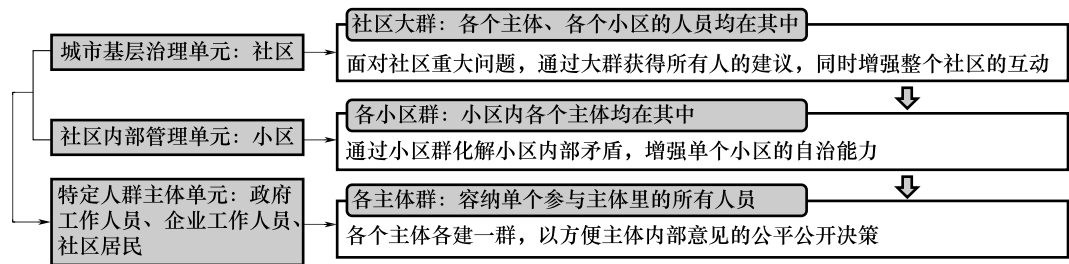 城市基层治理单元：社区
社区大群：各个主体、各个小区的人员均在其中
面对社区重大问题，通过大群获得所有人的建议，同时增强整个社区的互动
社区内部管理单元：小区
各小区群：小区内各个主体均在其中
通过小区群化解小区内部矛盾，增强单个小区的自治能力
特定人群主体单元：政府
工作人员、企业工作人员、
社区居民
各主体群：容纳单个参与主体里的所有人员
各个主体各建一群，以方便主体内部意见的公平公开决策